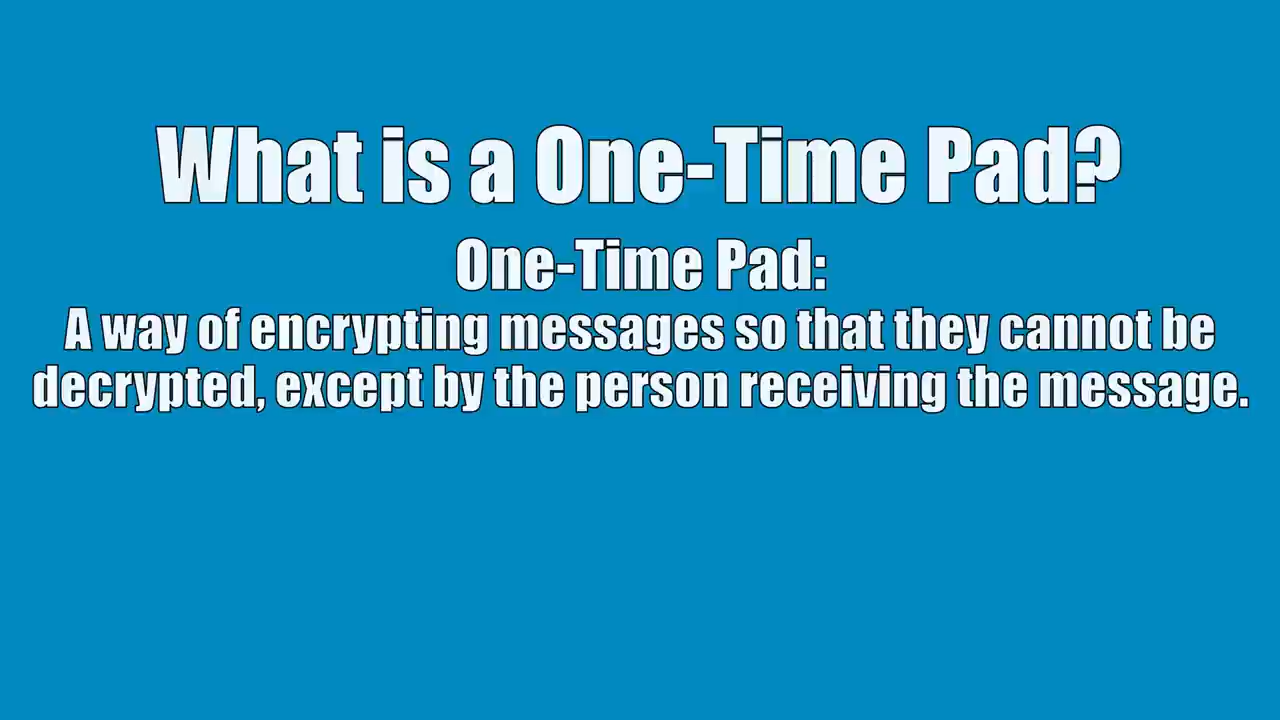 What is a One-Time Pad?
One-Time Pad:
A way of encrypting messages so that they cannot be
decrypted, except by the person receiving the message.